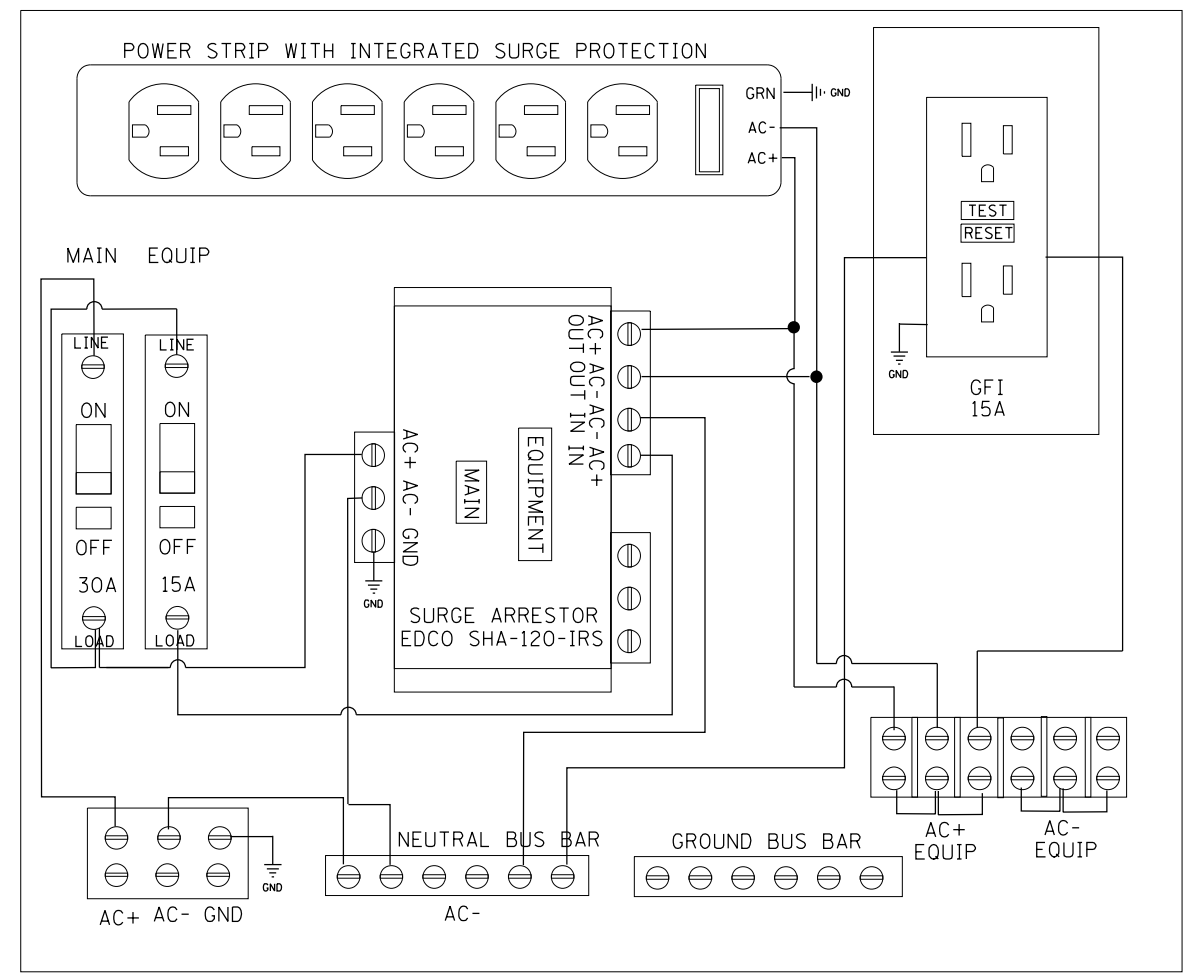 POWER STRIP WITH INTEGRATED SURGE PROTECTION
GRN
GND
AC-
AC+
TEST
RESET
GND
GFI
15A
MAIN
EQUIP
LINE
ON
OFF
30A
LOAD
LINE
ON
OFF
15A
LOAD
AC+ AC- GND
GND
MAIN
EQUIPMENT
AC+ AC- AC- AC+
OUT OUT IN IN
SURGE ARRESTOR
EDCO SHA-120-IRS
GND
AC+ AC- GND
NEUTRAL BUS BAR
AC-
GROUND BUS BAR
AC+
EQUIP
AC-
EQUIP